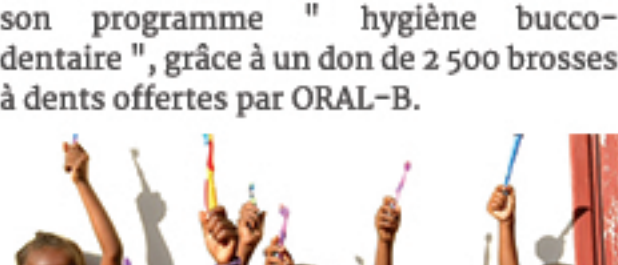 son programme " hygiène bucco-
dentaire ", grâce à un don de 2 500 brosses
à dents offertes par ORAL-B.